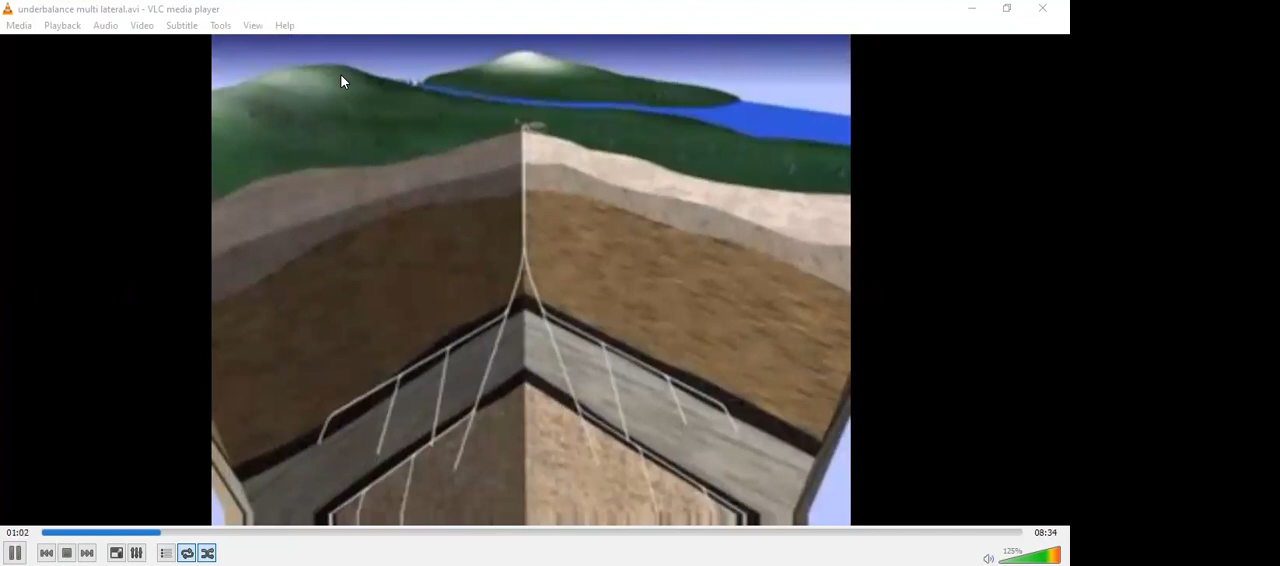 underbalance multi lateral.avi - VLC media player
Media Playback Audio Video Subtitle Tools View Help
01:02 08:34
125%